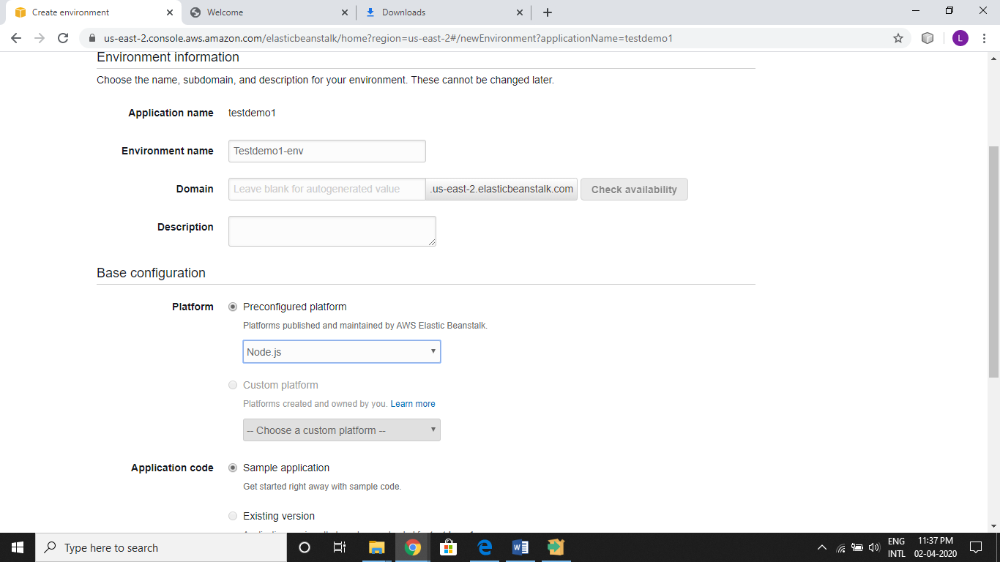 Create environment
Welcome
Downloads
us-east-2.console.aws.amazon.com/elasticbeanstalk/home?region=us-east-2#/newEnvironment?applicationName=testdemo1
L
Environment information
Choose the name, subdomain, and description for your environment. These cannot be changed later.
Application name testdemo1
Environment name Testdemo1-env
Domain Leave blank for autogenerated value .us-east-2.elasticbeanstalk.com Check availability
Description
Base configuration
Platform Preconfigured platform
Platforms published and maintained by AWS Elastic Beanstalk.
Node.js
Custom platform
Platforms created and owned by you. Learn more
-- Choose a custom platform --
Application code Sample application
Get started right away with sample code.
Existing version
Type here to search
ENG 11:37 PM
INTL 02-04-2020